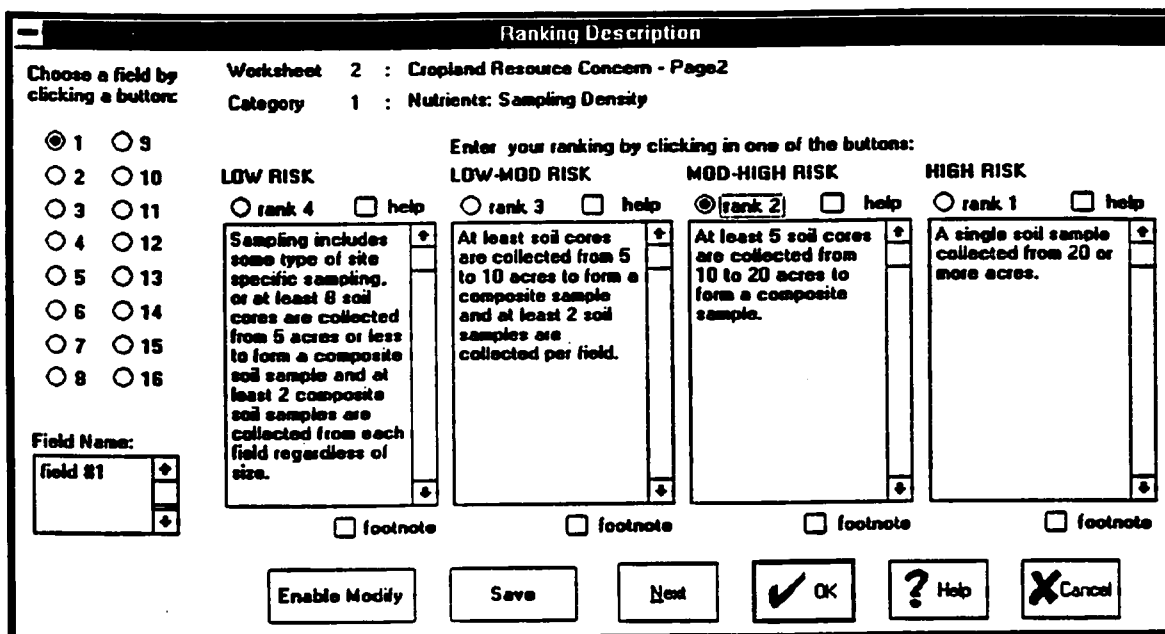 Ranking Description
Choose a field by
clicking a button:
Worksheet 2 : Cropland Resource Concern - Page2
Category 1 : Nutrients: Sampling Density
1 9
2 10
3 11
4 12
5 13
6 14
7 15
8 16
Field Name:
field #1
Enter your ranking by clicking in one of the buttons:
LOW RISK
rank 4 help
Sampling includes
some type of site
specific sampling,
or at least 8 soil
cores are collected
from 5 acres or less
to form a composite
soil sample and at
least 2 composite
soil samples are
collected from each
field regardless of
size.
footnote
LOW-MOD RISK
rank 3 help
At least soil cores
are collected from 5
to 10 acres to form a
composite sample
and at least 2 soil
samples are
collected per field.
footnote
MOD-HIGH RISK
rank 2 help
At least 5 soil cores
are collected from
10 to 20 acres to
form a composite
sample.
footnote
HIGH RISK
rank 1 help
A single soil sample
collected from 20 or
more acres.
footnote
Enable Modify
Save
Next
OK
? Help
Cancel